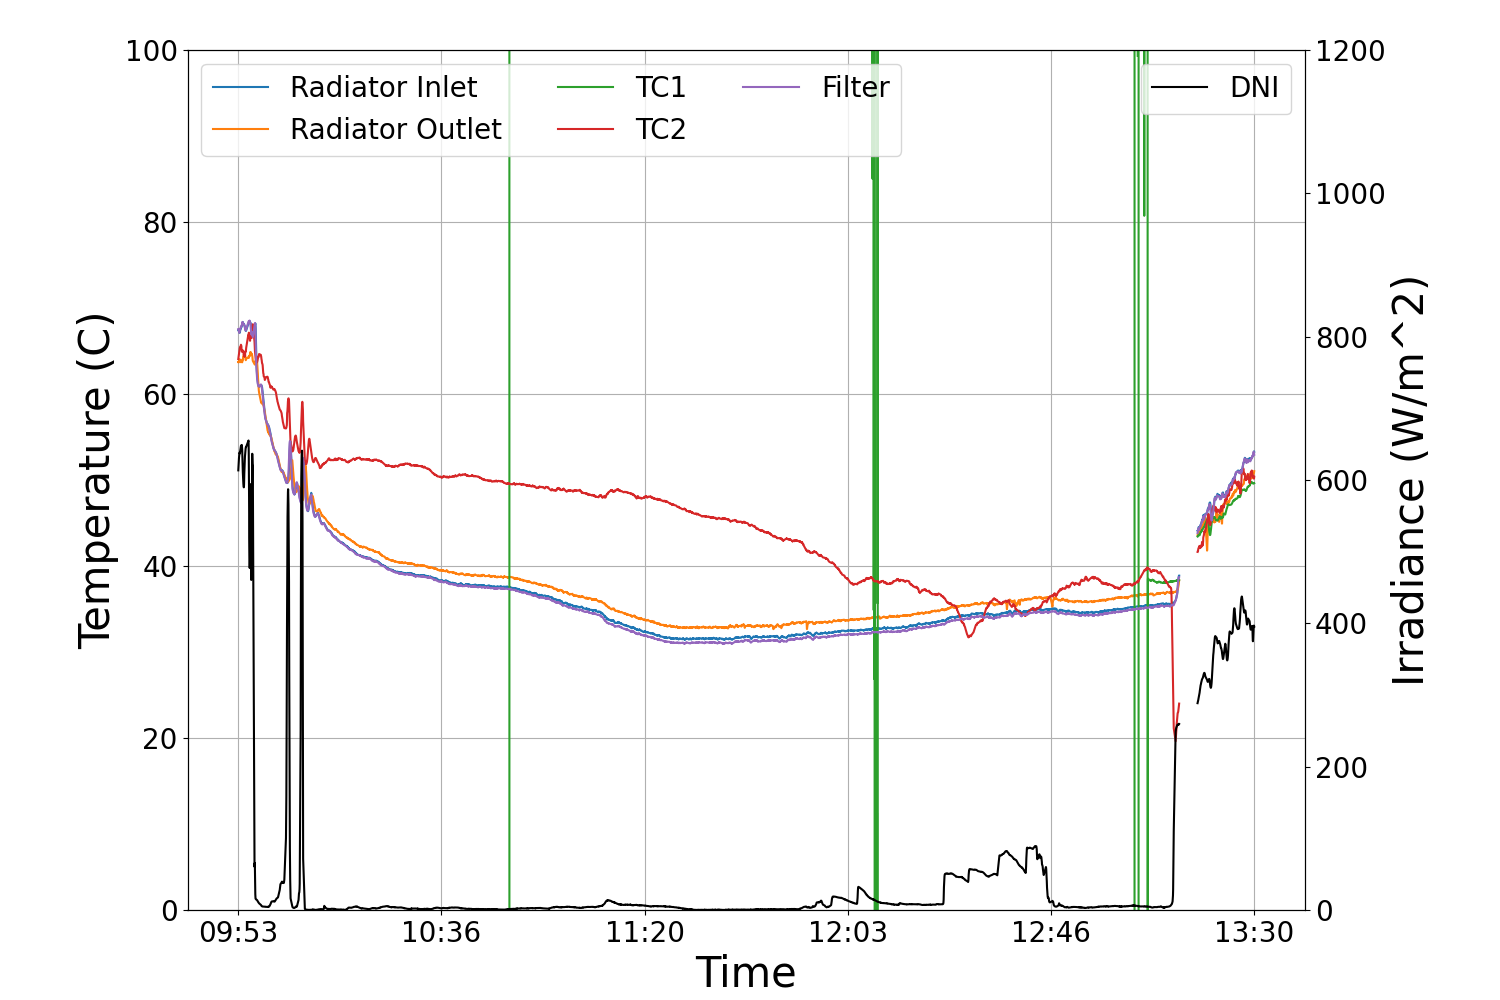 100
80
60
40
20
0
Temperature (C)
Radiator Inlet
Radiator Outlet
TC1
TC2
Filter
DNI
1200
1000
800
600
400
200
0
Irradiance (W/m^2)
09:53
10:36
11:20
12:03
12:46
13:30
Time